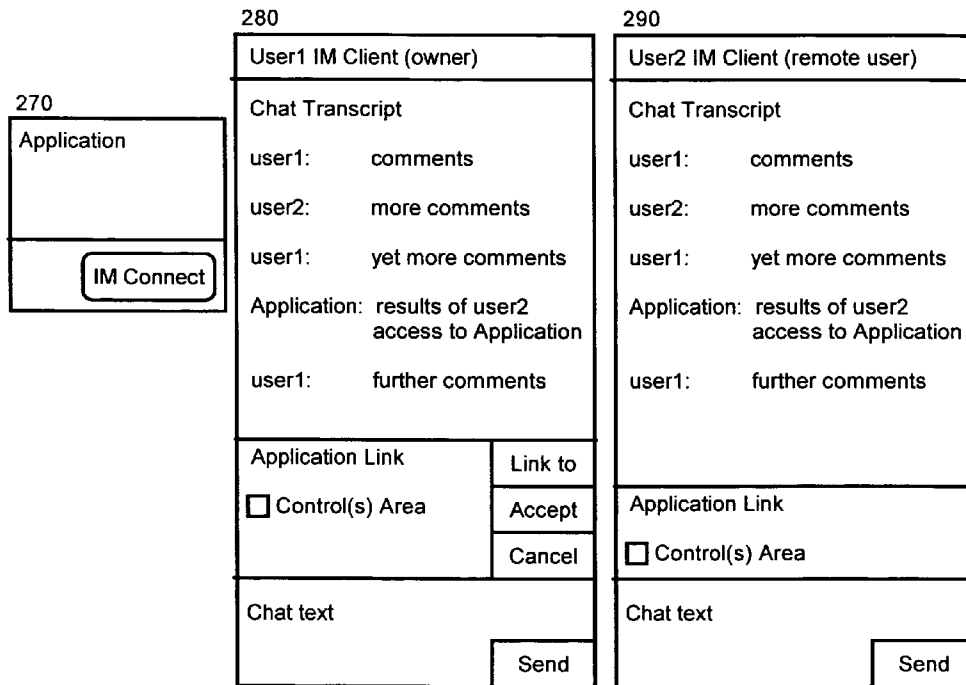 270
Application
IM Connect
280
User1 IM Client (owner)
Chat Transcript
user1: comments
user2: more comments
user1: yet more comments
Application: results of user2
access to Application
user1: further comments
Application Link
Control(s) Area
Link to
Accept
Cancel
Chat text
Send
290
User2 IM Client (remote user)
Chat Transcript
user1: comments
user2: more comments
user1: yet more comments
Application: results of user2
access to Application
user1: further comments
Application Link
Control(s) Area
Chat text
Send